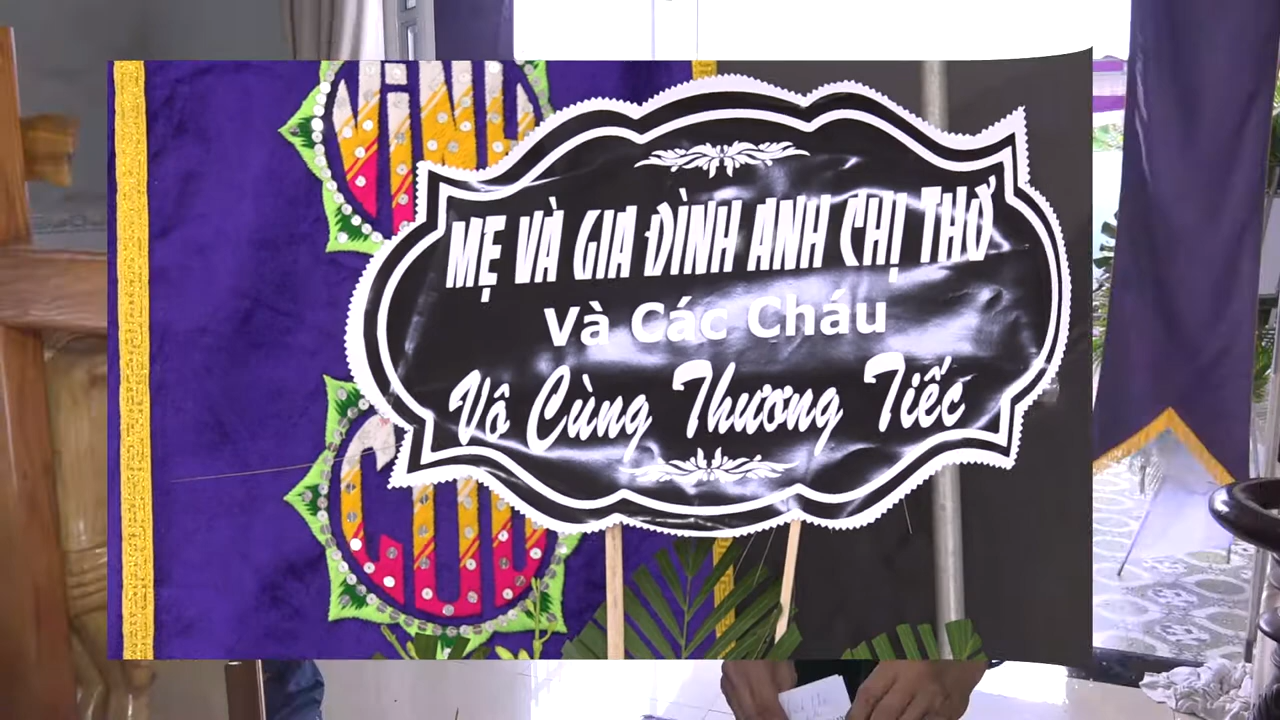 MẸ VÀ GIA ĐÌNH ANH CHỊ THƠ
Và Các Cháu
Vô Cùng Thương Tiếc